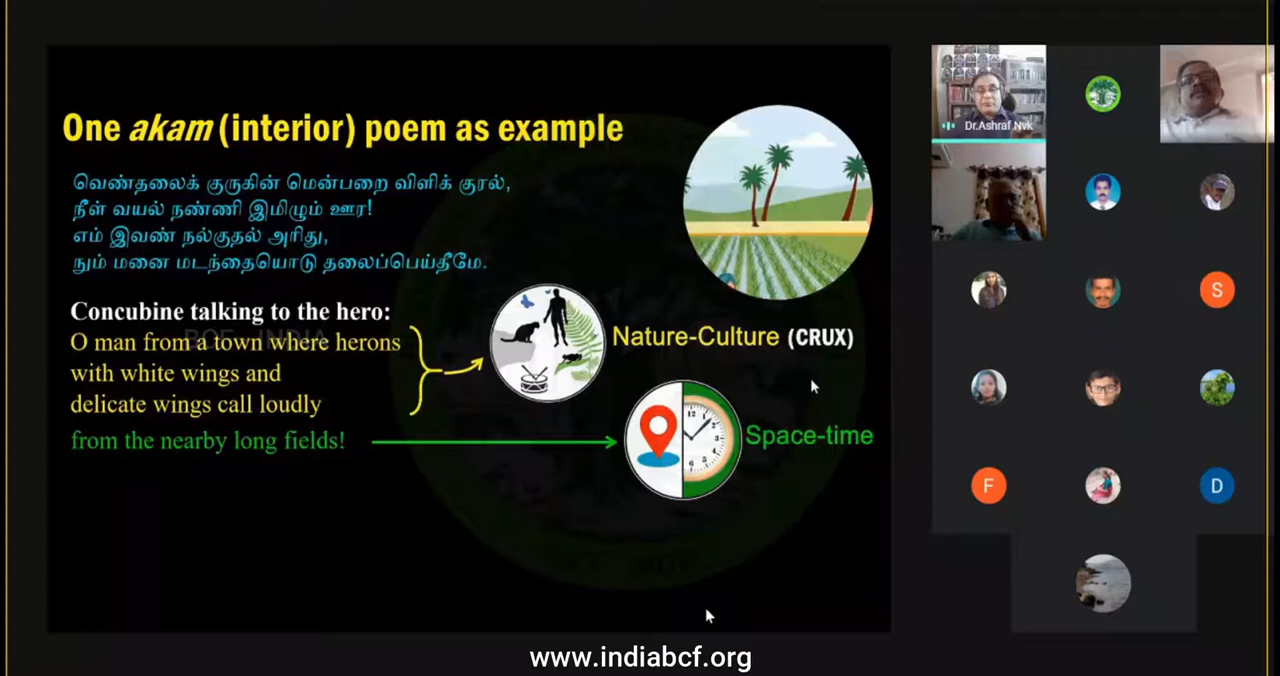 One akam (interior) poem as example
வெண்தலைக் குருகின் மென்பறை விளிக் குரல்,
நீள் வயல் நண்ணி இமிழும் ஊர!
எம் இவண் நல்குதல் அரிது,
நும் மனை மடந்தையொடு தலைப்பெய்தீமே.
Concubine talking to the hero:
O man from a town where herons
with white wings and
delicate wings call loudly
from the nearby long fields!
Nature-Culture (CRUX)
Space-time
BCF INDIA
Dr.Ashraf Nvk
S
F
D
www.indiabcf.org